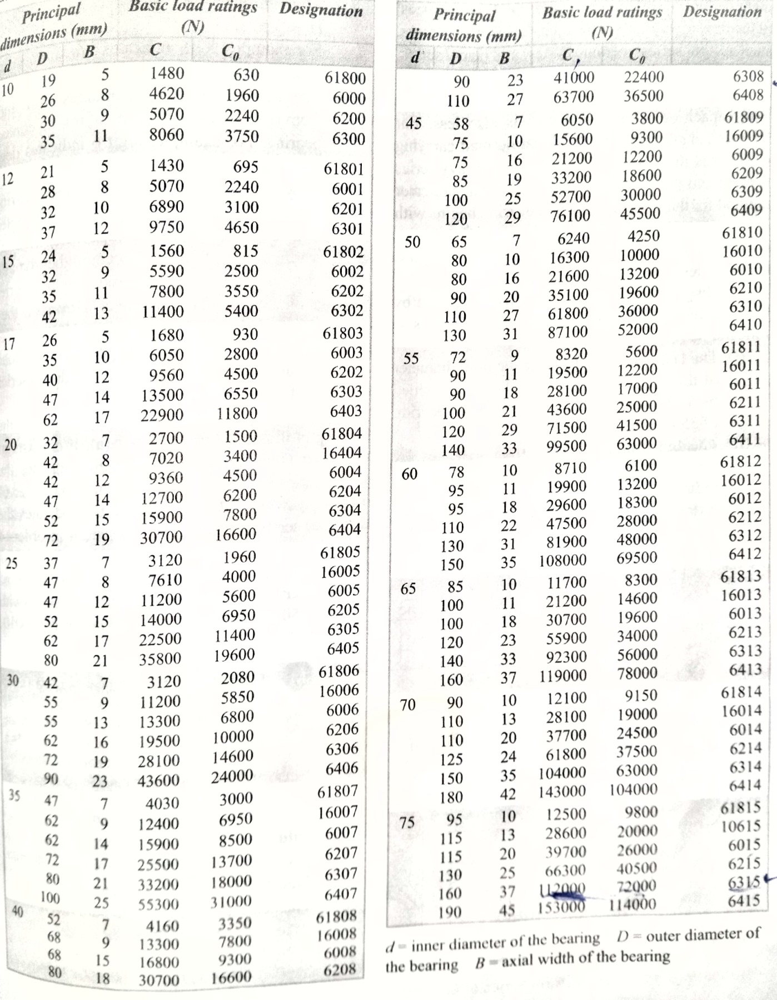 Principal dimensions (mm) Basic load ratings (N) Designation
d D B C C₀
10 19 5 1480 630 61800
26 8 4620 1960 6000
30 9 5070 2240 6200
35 11 8060 3750 6300
12 21 5 1430 695 61801
28 8 5070 2240 6001
32 10 6890 3100 6201
37 12 9750 4650 6301
15 24 5 1560 815 61802
32 9 5590 2500 6002
35 11 7800 3550 6202
42 13 11400 5400 6302
17 26 5 1680 930 61803
35 10 6050 2800 6003
40 12 9560 4500 6202
47 14 13500 6550 6303
62 17 22900 11800 6403
20 32 7 2700 1500 61804
42 8 7020 3400 16404
42 12 9360 4500 6004
47 14 12700 6200 6204
52 15 15900 7800 6304
72 19 30700 16600 6404
25 37 7 3120 1960 61805
47 8 7610 4000 16005
47 12 11200 5600 6005
52 15 14000 6950 6205
62 17 22500 11400 6305
80 21 35800 19600 6405
30 42 7 3120 2080 61806
55 9 11200 5850 16006
55 13 13300 6800 6006
62 16 19500 10000 6206
72 19 28100 14600 6306
90 23 43600 24000 6406
35 47 7 4030 3000 61807
62 9 12400 6950 16007
62 14 15900 8500 6007
72 17 25500 13700 6207
80 21 33200 18000 6307
100 25 55300 31000 6407
40 52 7 4160 3350 61808
68 9 13300 7800 16008
68 15 16800 9300 6008
80 18 30700 16600 6208
Principal dimensions (mm) Basic load ratings (N) Designation
d D B C C₀
90 23 41000 22400 6308
110 27 63700 36500 6408
45 58 7 6050 3800 61809
75 10 15600 9300 16009
75 16 21200 12200 6009
85 19 33200 18600 6209
100 25 52700 30000 6309
120 29 76100 45500 6409
50 65 7 6240 4250 61810
80 10 16300 10000 16010
80 16 21600 13200 6010
90 20 35100 19600 6210
110 27 61800 36000 6310
130 31 87100 52000 6410
55 72 9 8320 5600 61811
90 11 19500 12200 16011
90 18 28100 17000 6011
100 21 43600 25000 6211
120 29 71500 41500 6311
140 33 99500 63000 6411
60 78 10 8710 6100 61812
95 11 19900 13200 16012
95 18 29600 18300 6012
110 22 47500 28000 6212
130 31 81900 48000 6312
150 35 108000 69500 6412
65 85 10 11700 8300 61813
100 11 21200 14600 16013
100 18 30700 19600 6013
120 23 55900 34000 6213
140 33 92300 56000 6313
160 37 119000 78000 6413
70 90 10 12100 9150 61814
110 13 28100 19000 16014
110 20 37700 24500 6014
125 24 61800 37500 6214
150 35 104000 63000 6314
180 42 143000 104000 6414
75 95 10 12500 9800 61815
115 13 28600 20000 10615
115 20 39700 26000 6015
130 25 66300 40500 6215
160 37 112000 72000 6315
190 45 153000 114000 6415
d = inner diameter of the bearing D = outer diameter of
the bearing B = axial width of the bearing